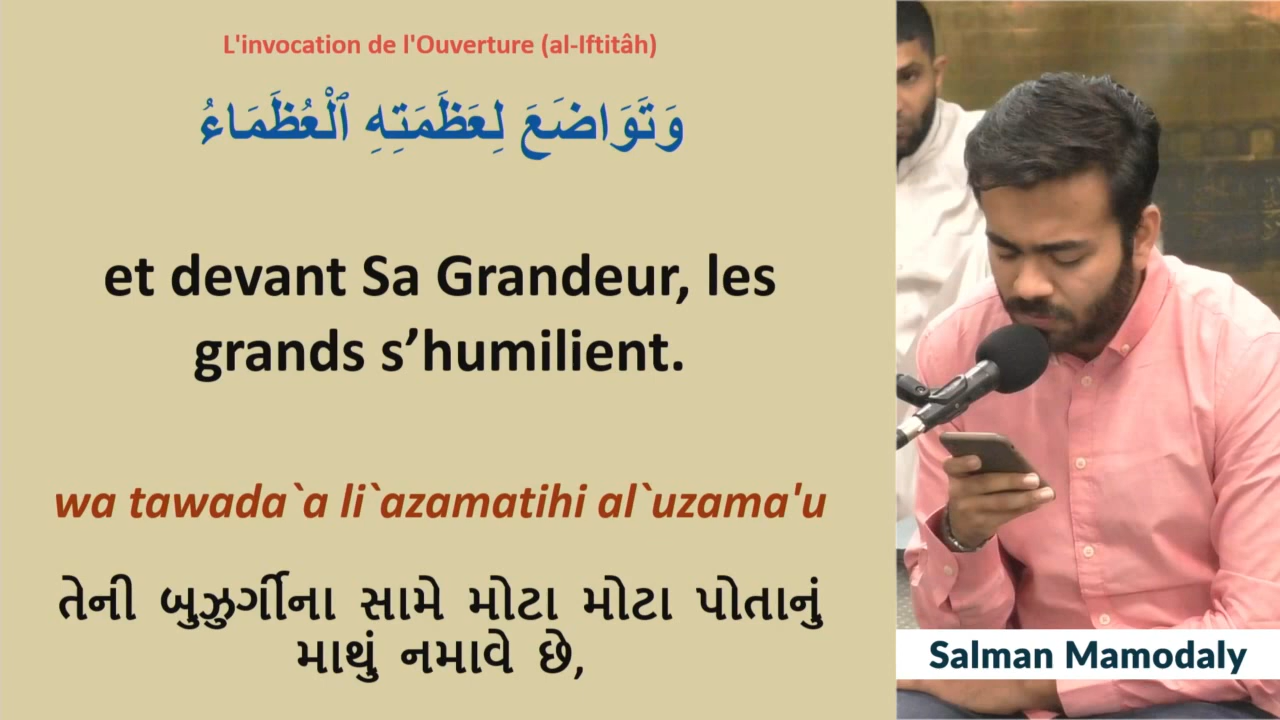 L'invocation de l'Ouverture (al-Iftitâh)
وَتَوَاضَعَ لِعَظَمَتِهِ ٱلْعُظَمَاءُ
et devant Sa Grandeur, les
grands s’humilient.
wa tawada`a li`azamatihi al`uzama'u
તેની બુઝુર્ગીના સામે મોટા મોટા પોતાનું
માથું નમાવે છે,
Salman Mamodaly